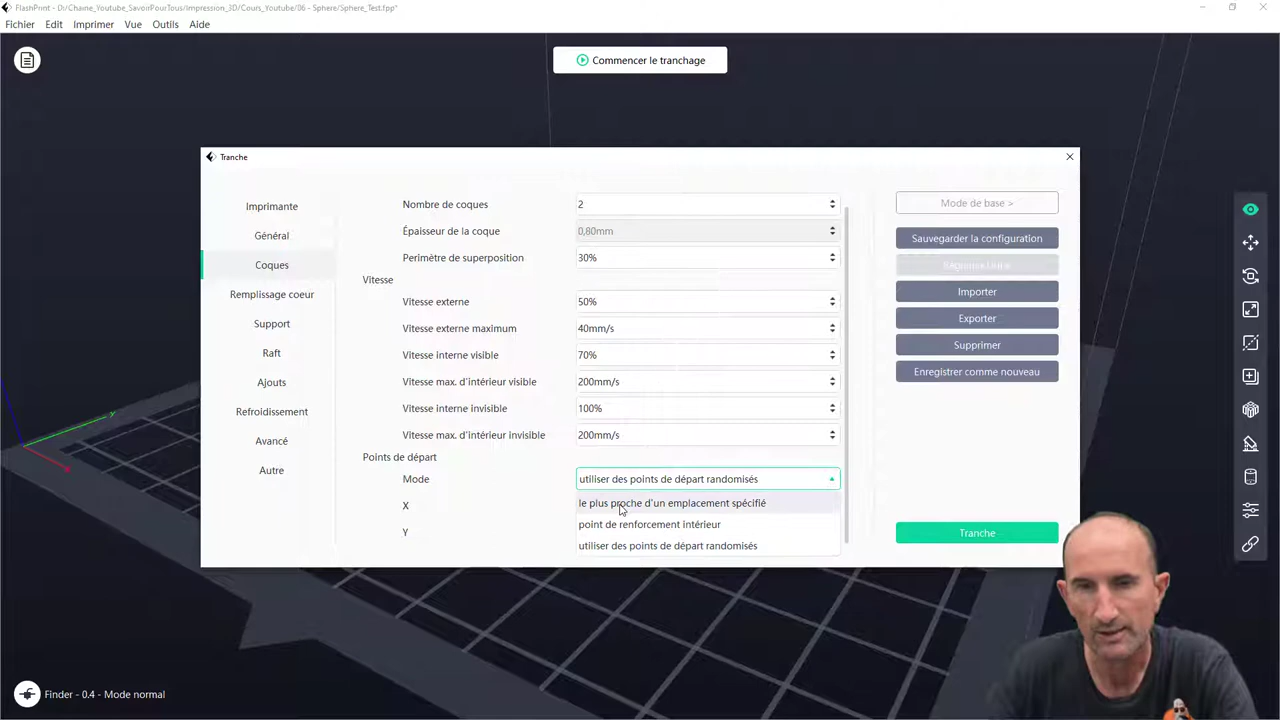 FlashPrint - D:/Chaine_Youtube_SavoirPourTous/Impression_3D/Cours_Youtube/06 - Sphere/Sphere_Test.fpp*
Fichier Edit Imprimer Vue Outils Aide
Commencer le tranchage
Tranche
Imprimante
Général
Coques
Remplissage coeur
Support
Raft
Ajouts
Refroidissement
Avancé
Autre
Nombre de coques 2
Épaisseur de la coque 0,80mm
Perimètre de superposition 30%
Vitesse
Vitesse externe 50%
Vitesse externe maximum 40mm/s
Vitesse interne visible 70%
Vitesse max. d'intérieur visible 200mm/s
Vitesse interne invisible 100%
Vitesse max. d'intérieur invisible 200mm/s
Points de départ
Mode utiliser des points de départ randomisés
le plus proche d'un emplacement spécifié
point de renforcement intérieur
utiliser des points de départ randomisés
X
Y
Mode de base >
Sauvegarder la configuration
Importer
Exporter
Supprimer
Enregistrer comme nouveau
Tranche
y
Finder - 0.4 - Mode normal